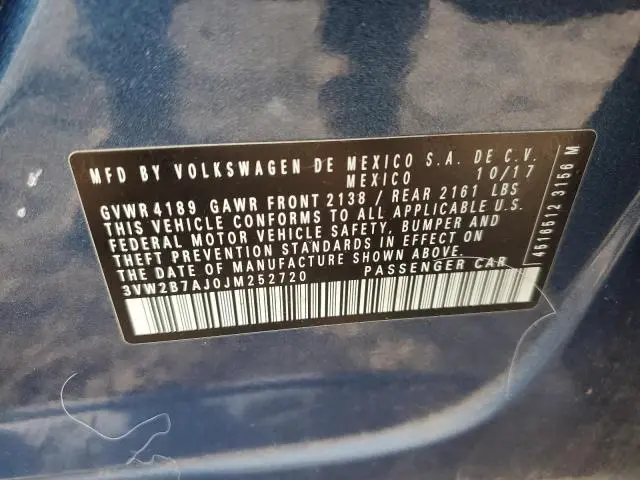 MFD BY VOLKSWAGEN DE MEXICO S.A. DE C.V.
MEXICO 10/17
GVWR 4189 GAWR FRONT 2138 / REAR 2161 LBS
THIS VEHICLE CONFORMS TO ALL APPLICABLE U.S.
FEDERAL MOTOR VEHICLE SAFETY, BUMPER AND
THEFT PREVENTION STANDARDS IN EFFECT ON
THE DATE OF MANUFACTURE SHOWN ABOVE.
3VW2B7AJ0JM252720 PASSENGER CAR
4516612 3156 M